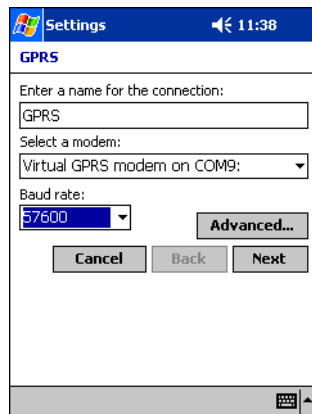 Settings 11:38
GPRS
Enter a name for the connection:
GPRS
Select a modem:
Virtual GPRS modem on COM9:
Baud rate:
57600
Advanced...
Cancel Back Next